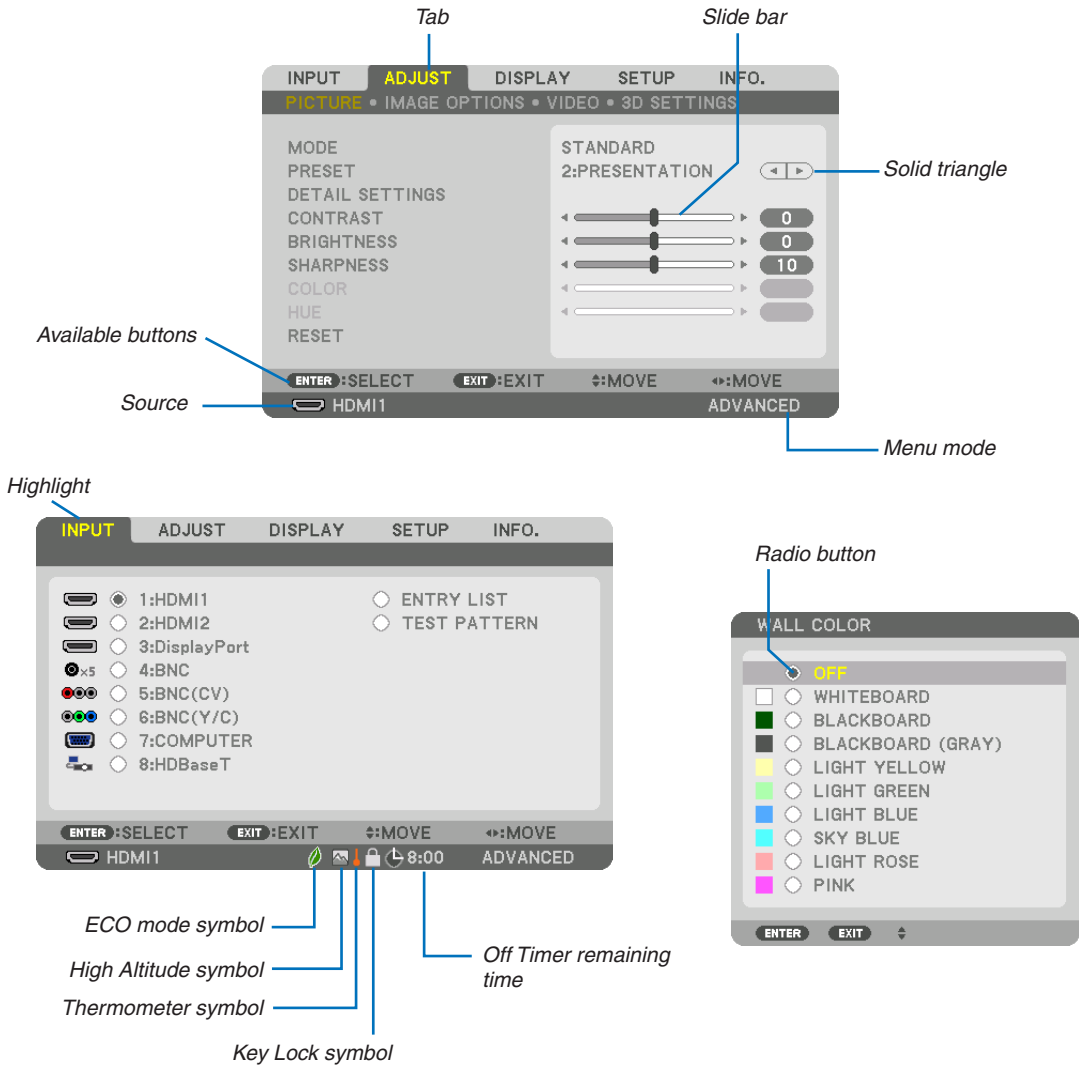 Tab
Slide bar
INPUT ADJUST DISPLAY SETUP INFO.
PICTURE • IMAGE OPTIONS • VIDEO • 3D SETTINGS
MODE STANDARD
PRESET 2:PRESENTATION
Solid triangle
DETAIL SETTINGS
CONTRAST 0
BRIGHTNESS 0
SHARPNESS 10
COLOR
HUE
RESET
Available buttons
ENTER:SELECT EXIT:EXIT :MOVE :MOVE
Source
HDMI1 ADVANCED
Menu mode
Highlight
INPUT ADJUST DISPLAY SETUP INFO.
1:HDMI1 ENTRY LIST
2:HDMI2 TEST PATTERN
3:DisplayPort
×5 4:BNC
5:BNC(CV)
6:BNC(Y/C)
7:COMPUTER
8:HDBaseT
ENTER:SELECT EXIT:EXIT :MOVE :MOVE
HDMI1 8:00 ADVANCED
ECO mode symbol
High Altitude symbol
Thermometer symbol
Key Lock symbol
Off Timer remaining
time
Radio button
WALL COLOR
OFF
WHITEBOARD
BLACKBOARD
BLACKBOARD (GRAY)
LIGHT YELLOW
LIGHT GREEN
LIGHT BLUE
SKY BLUE
LIGHT ROSE
PINK
ENTER EXIT